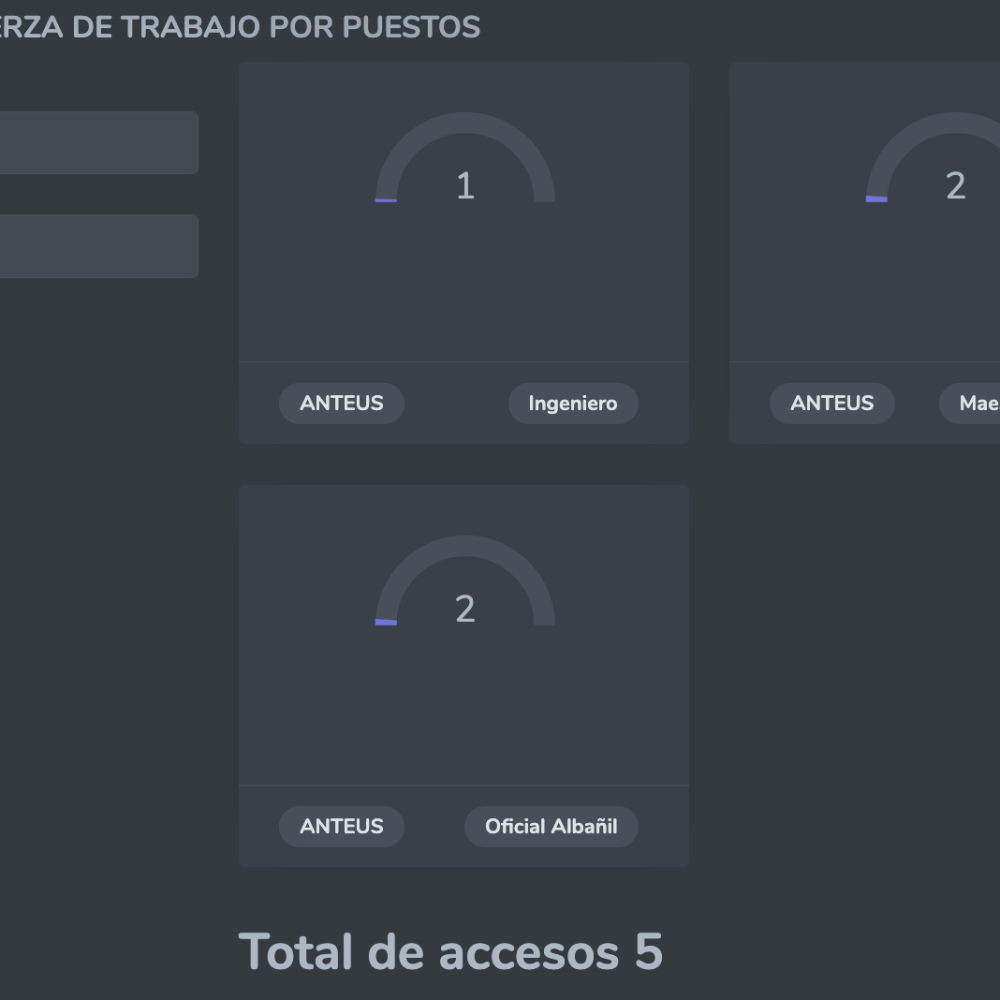 ERZA DE TRABAJO POR PUESTOS
1
2
ANTEUS
Ingeniero
ANTEUS
Mae
2
ANTEUS
Oficial Albañil
Total de accesos 5